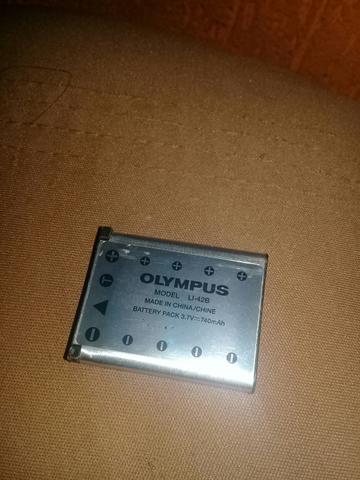 OLYMPUS
MODEL LI-42B
MADE IN CHINA/CHINE
BATTERY PACK 3.7V⎓740mAh